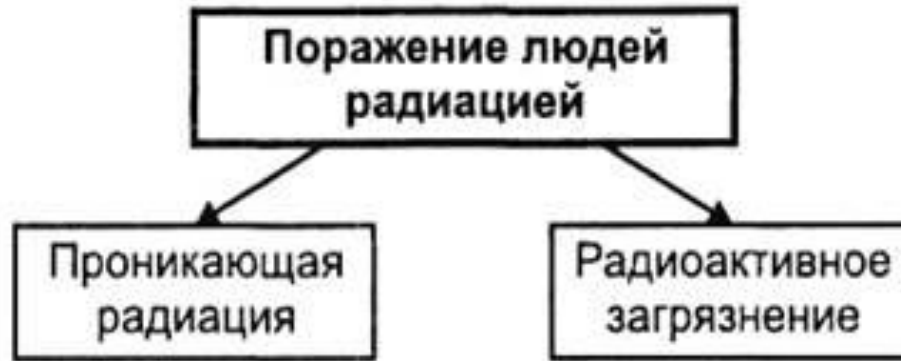 Поражение людей
радиацией
Проникающая
радиация
Радиоактивное
загрязнение